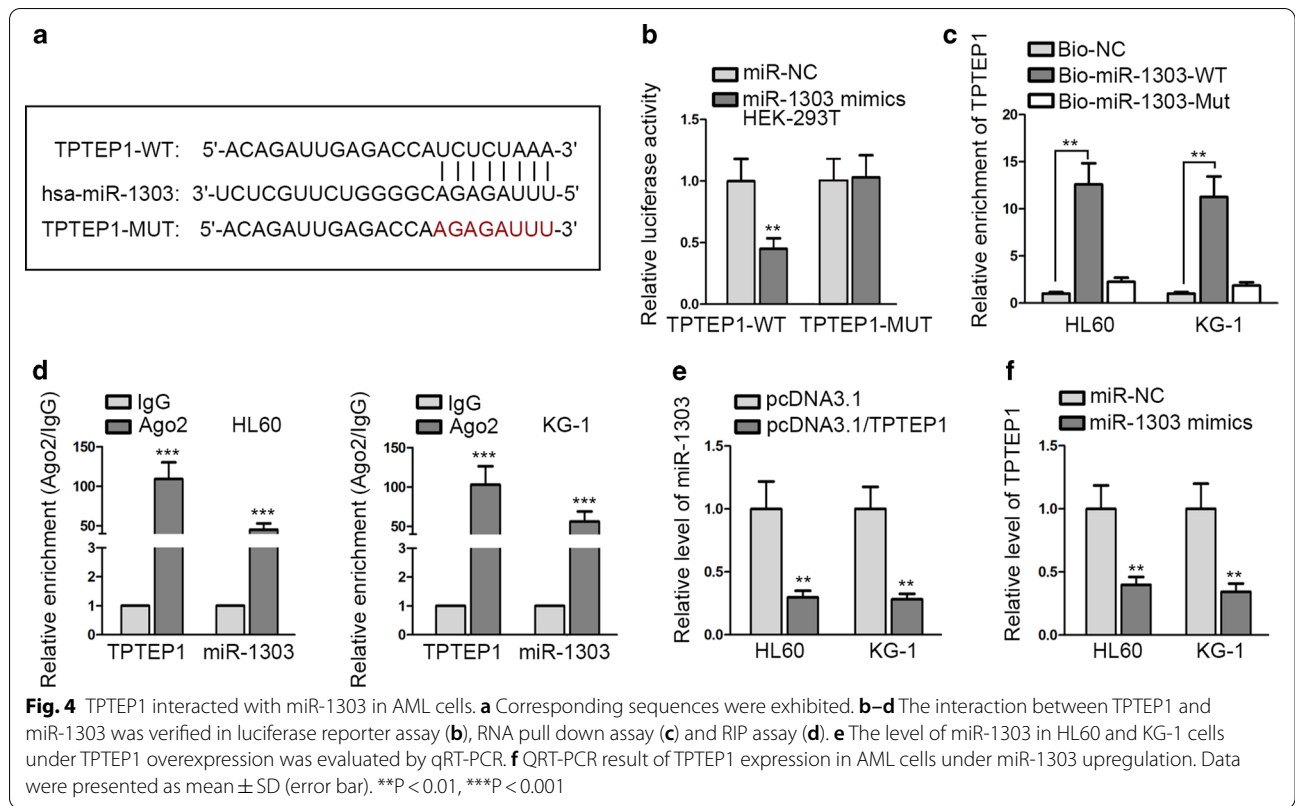 a
TPTEP1-WT: 5'-ACAGAUUGAGACCAUCUCUAAA-3'
hsa-miR-1303: 3'-UCUCGUUCUGGGGCAGAGAUUU-5'
TPTEP1-MUT: 5'-ACAGAUUGAGACCAAGAGAUUU-3'
b
miR-NC
miR-1303 mimics
HEK-293T
Relative luciferase activity
1.5
1.0
0.5
0.0
**
TPTEP1-WT TPTEP1-MUT
c
Bio-NC
Bio-miR-1303-WT
Bio-miR-1303-Mut
Relative enrichment of TPTEP1
20
15
10
5
0
** **
HL60 KG-1
d
IgG
Ago2 HL60
Relative enrichment (Ago2/IgG)
150
100
50
3
2
1
0
*** ***
TPTEP1 miR-1303
IgG
Ago2 KG-1
Relative enrichment (Ago2/IgG)
150
100
50
3
2
1
0
*** ***
TPTEP1 miR-1303
e
pcDNA3.1
pcDNA3.1/TPTEP1
Relative level of miR-1303
1.5
1.0
0.5
0.0
** **
HL60 KG-1
f
miR-NC
miR-1303 mimics
Relative level of TPTEP1
1.5
1.0
0.5
0.0
** **
HL60 KG-1
Fig. 4 TPTEP1 interacted with miR-1303 in AML cells. a Corresponding sequences were exhibited. b–d The interaction between TPTEP1 and
miR-1303 was verified in luciferase reporter assay (b), RNA pull down assay (c) and RIP assay (d). e The level of miR-1303 in HL60 and KG-1 cells
under TPTEP1 overexpression was evaluated by qRT-PCR. f QRT-PCR result of TPTEP1 expression in AML cells under miR-1303 upregulation. Data
were presented as mean ± SD (error bar). **P < 0.01, ***P < 0.001